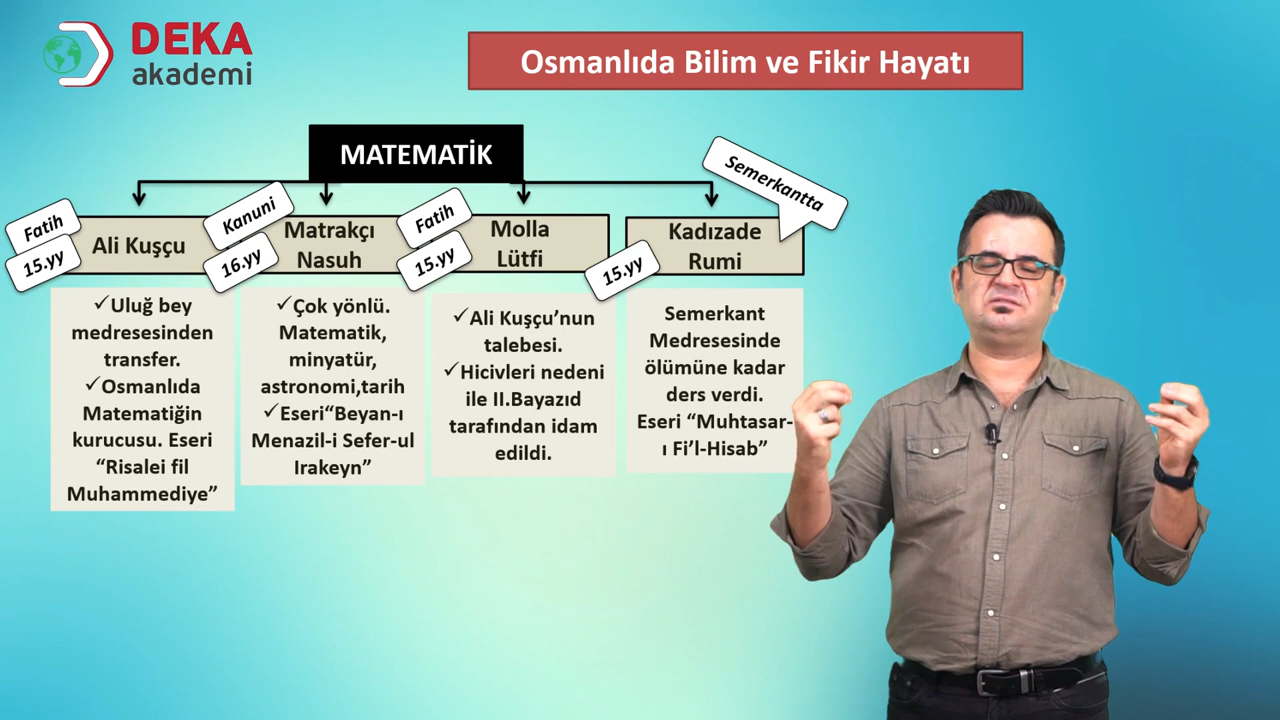 DEKA
akademi
Osmanlıda Bilim ve Fikir Hayatı
MATEMATİK
Semerkantta
Fatih
15.yy
Ali Kuşçu
Kanuni
16.yy
Matrakçı
Nasuh
Fatih
15.yy
Molla
Lütfi
15.yy
Kadızade
Rumi
✓Uluğ bey
medresesinden
transfer.
✓Osmanlıda
Matematiğin
kurucusu. Eseri
“Risalei fil
Muhammediye”
✓Çok yönlü.
Matematik,
minyatür,
astronomi,tarih
✓Eseri“Beyan-ı
Menazil-i Sefer-ul
Irakeyn”
✓Ali Kuşçu’nun
talebesi.
✓Hicivleri nedeni
ile II.Bayazıd
tarafından idam
edildi.
Semerkant
Medresesinde
ölümüne kadar
ders verdi.
Eseri “Muhtasar-
ı Fi’l-Hisab”